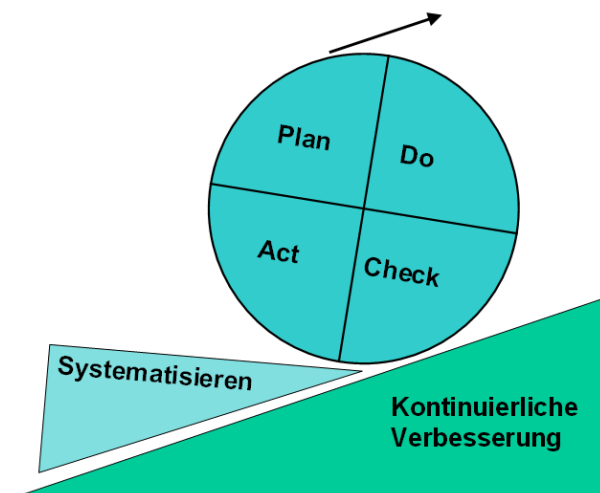 Plan
Do
Act
Check
Systematisieren
Kontinuierliche
Verbesserung